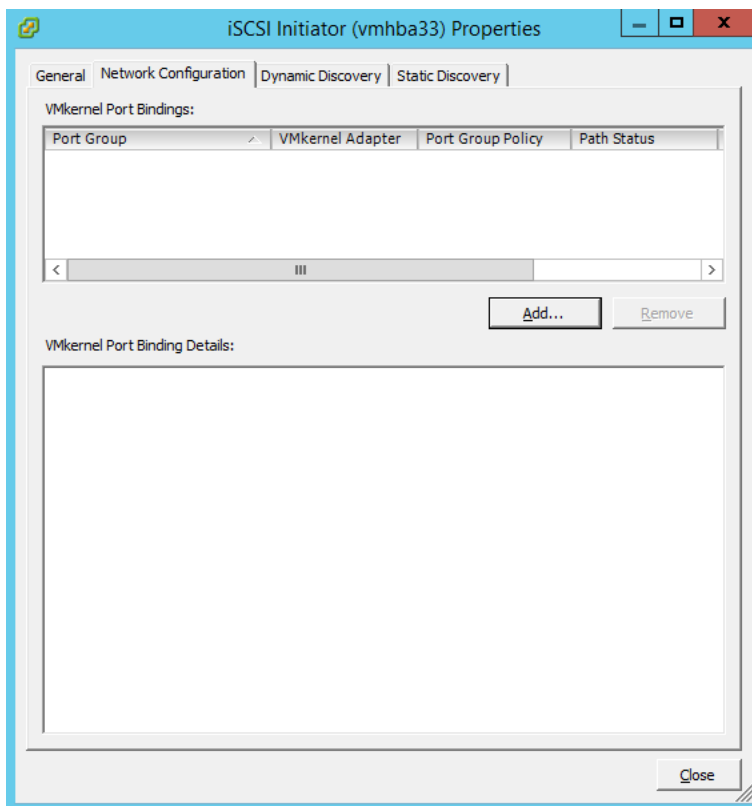 iSCSI Initiator (vmhba33) Properties
General Network Configuration Dynamic Discovery Static Discovery
VMkernel Port Bindings:
Port Group VMkernel Adapter Port Group Policy Path Status
Add... Remove
VMkernel Port Binding Details:
Close